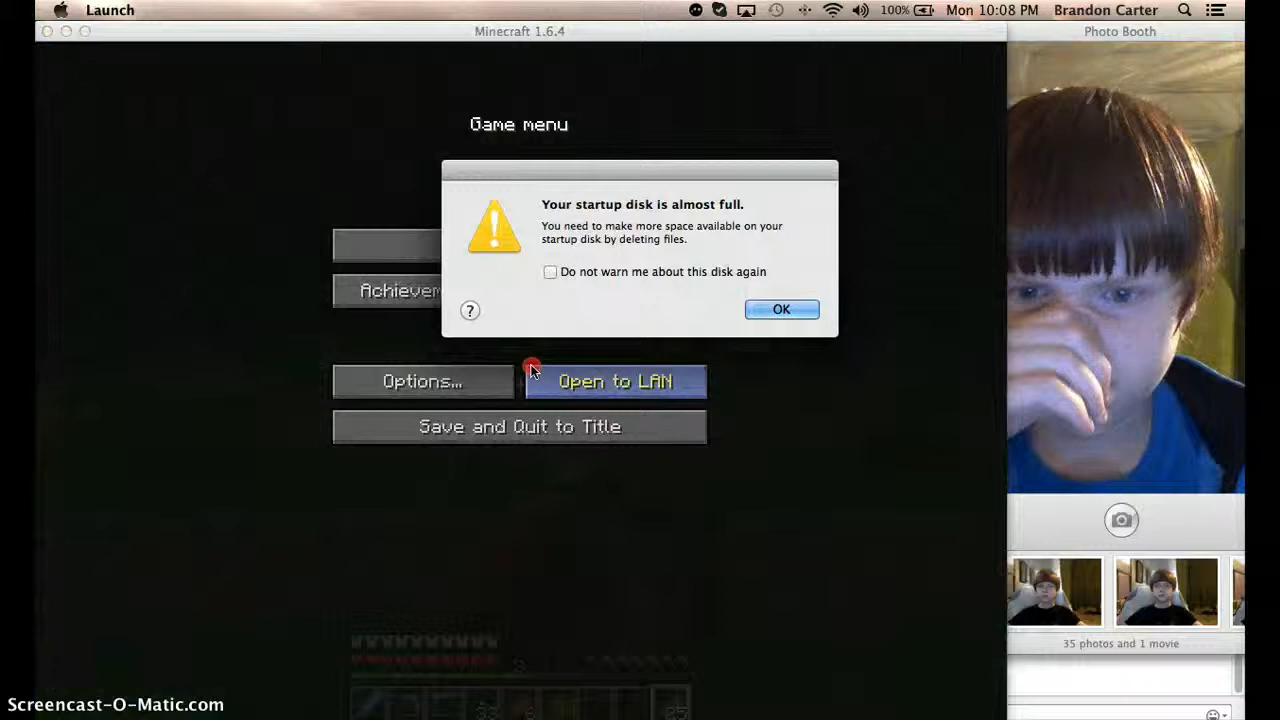 Launch
100%
Mon 10:08 PM
Brandon Carter
Minecraft 1.6.4
Photo Booth
Game menu
Your startup disk is almost full.
You need to make more space available on your
startup disk by deleting files.
Do not warn me about this disk again
?
OK
Options...
Open to LAN
Save and Quit to Title
35 photos and 1 movie
Screencast-O-Matic.com